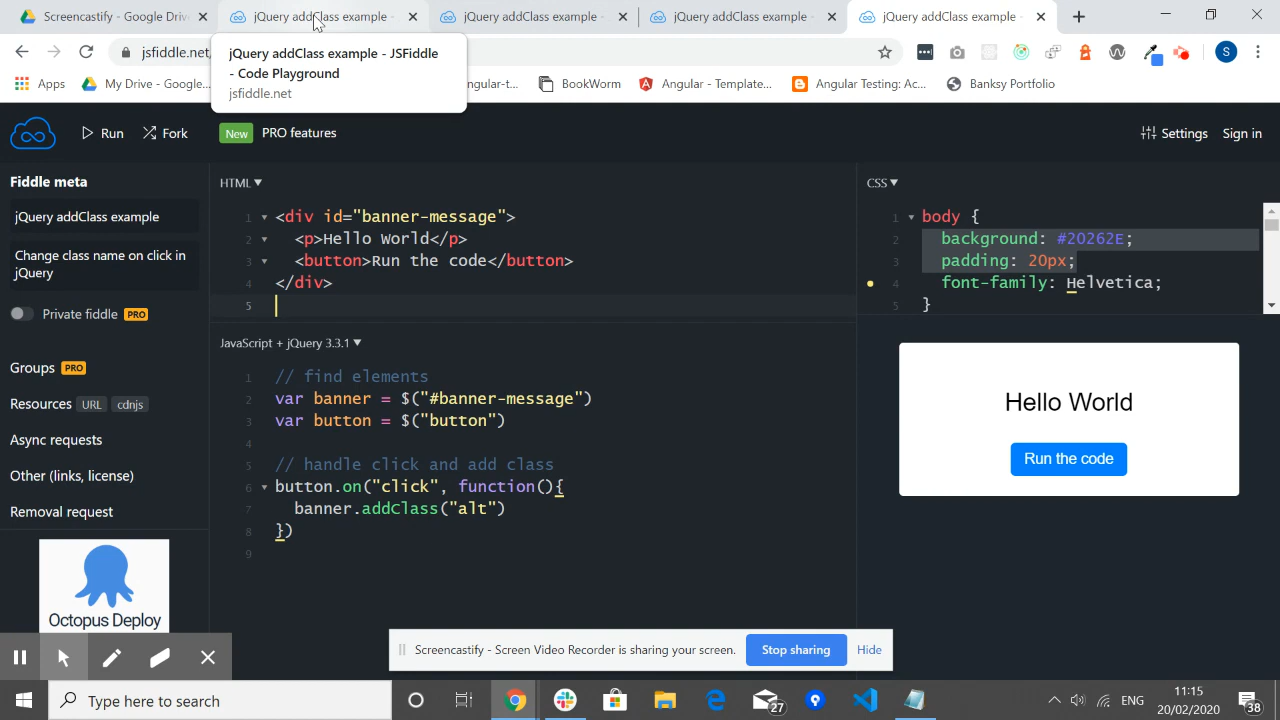 Screencastify - Google Driv
jQuery addClass example -
jQuery addClass example -
jQuery addClass example -
jQuery addClass example -
jsfiddle.net
jQuery addClass example - JSFiddle
- Code Playground
jsfiddle.net
S
Apps
My Drive - Google...
ngular-t...
BookWorm
Angular - Template...
Angular Testing: Ac...
Banksy Portfolio
Run
Fork
New
PRO features
Settings
Sign in
Fiddle meta
jQuery addClass example
Change class name on click in
jQuery
Private fiddle PRO
Groups PRO
Resources URL cdnjs
Async requests
Other (links, license)
Removal request
Octopus Deploy
HTML
1 <div id="banner-message">
2 <p>Hello World</p>
3 <button>Run the code</button>
4 </div>
5
JavaScript + jQuery 3.3.1
1 // find elements
2 var banner = $("#banner-message")
3 var button = $("button")
4
5 // handle click and add class
6 button.on("click", function(){
7 banner.addClass("alt")
8 })
9
CSS
1 body {
2 background: #20262E;
3 padding: 20px;
4 font-family: Helvetica;
5 }
Hello World
Run the code
Screencastify - Screen Video Recorder is sharing your screen.
Stop sharing
Hide
Type here to search
27
ENG
11:15
20/02/2020
38